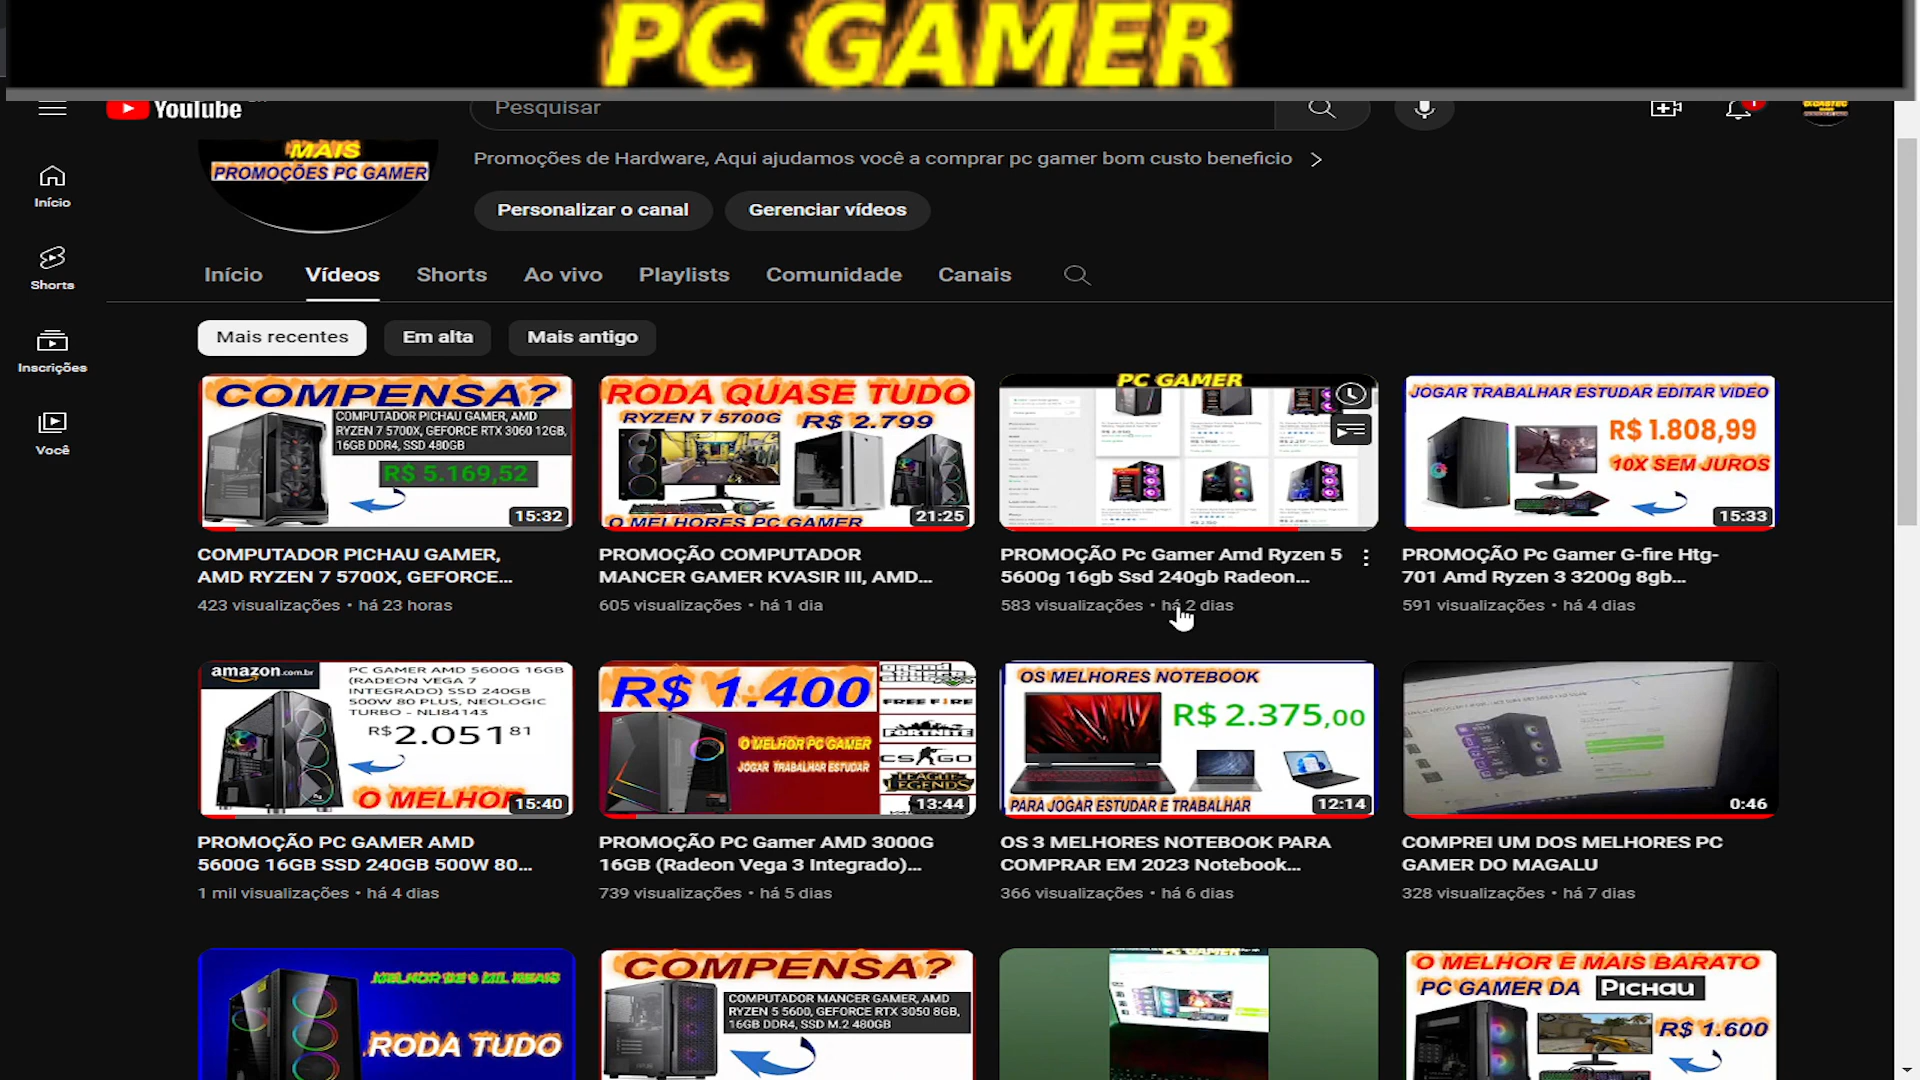 PC GAMER
YouTube
Pesquisar
MAIS
PROMOÇÕES PC GAMER
Promoções de Hardware, Aqui ajudamos você a comprar pc gamer bom custo beneficio
Personalizar o canal
Gerenciar vídeos
Início
Shorts
Inscrições
Você
Início
Vídeos
Shorts
Ao vivo
Playlists
Comunidade
Canais
Mais recentes
Em alta
Mais antigo
COMPENSA?
COMPUTADOR PICHAU GAMER, AMD
RYZEN 7 5700X, GEFORCE RTX 3060 12GB,
16GB DDR4, SSD 480GB
R$ 5.169,52
15:32
COMPUTADOR PICHAU GAMER,
AMD RYZEN 7 5700X, GEFORCE...
423 visualizações • há 23 horas
RODA QUASE TUDO
RYZEN 7 5700G
R$ 2.799
O MELHORES PC GAMER
21:25
PROMOÇÃO COMPUTADOR
MANCER GAMER KVASIR III, AMD...
605 visualizações • há 1 dia
PC GAMER
PROMOÇÃO Pc Gamer Amd Ryzen 5
5600g 16gb Ssd 240gb Radeon...
583 visualizações • há 2 dias
JOGAR TRABALHAR ESTUDAR EDITAR VIDEO
R$ 1.808,99
10X SEM JUROS
15:33
PROMOÇÃO Pc Gamer G-fire Htg-
701 Amd Ryzen 3 3200g 8gb...
591 visualizações • há 4 dias
amazon.com.br
PC GAMER AMD 5600G 16GB
(RADEON VEGA 7
INTEGRADO) SSD 240GB
500W 80 PLUS, NEOLOGIC
TURBO - NLI84143
R$ 2.051 81
O MELHOR
15:40
PROMOÇÃO PC GAMER AMD
5600G 16GB SSD 240GB 500W 80...
1 mil visualizações • há 4 dias
R$ 1.400
O MELHOR PC GAMER
JOGAR TRABALHAR ESTUDAR
FREE FIRE
FORTNITE
CS GO
LEAGUE
LEGENDS
13:44
PROMOÇÃO PC Gamer AMD 3000G
16GB (Radeon Vega 3 Integrado)...
739 visualizações • há 5 dias
OS MELHORES NOTEBOOK
R$ 2.375,00
PARA JOGAR ESTUDAR E TRABALHAR
12:14
OS 3 MELHORES NOTEBOOK PARA
COMPRAR EM 2023 Notebook...
366 visualizações • há 6 dias
0:46
COMPREI UM DOS MELHORES PC
GAMER DO MAGALU
328 visualizações • há 7 dias
RODA TUDO
COMPENSA?
COMPUTADOR MANCER GAMER, AMD
RYZEN 5 5600, GEFORCE RTX 3050 8GB,
16GB DDR4, SSD M.2 480GB
O MELHOR E MAIS BARATO
PC GAMER DA PICHAU
R$ 1.600